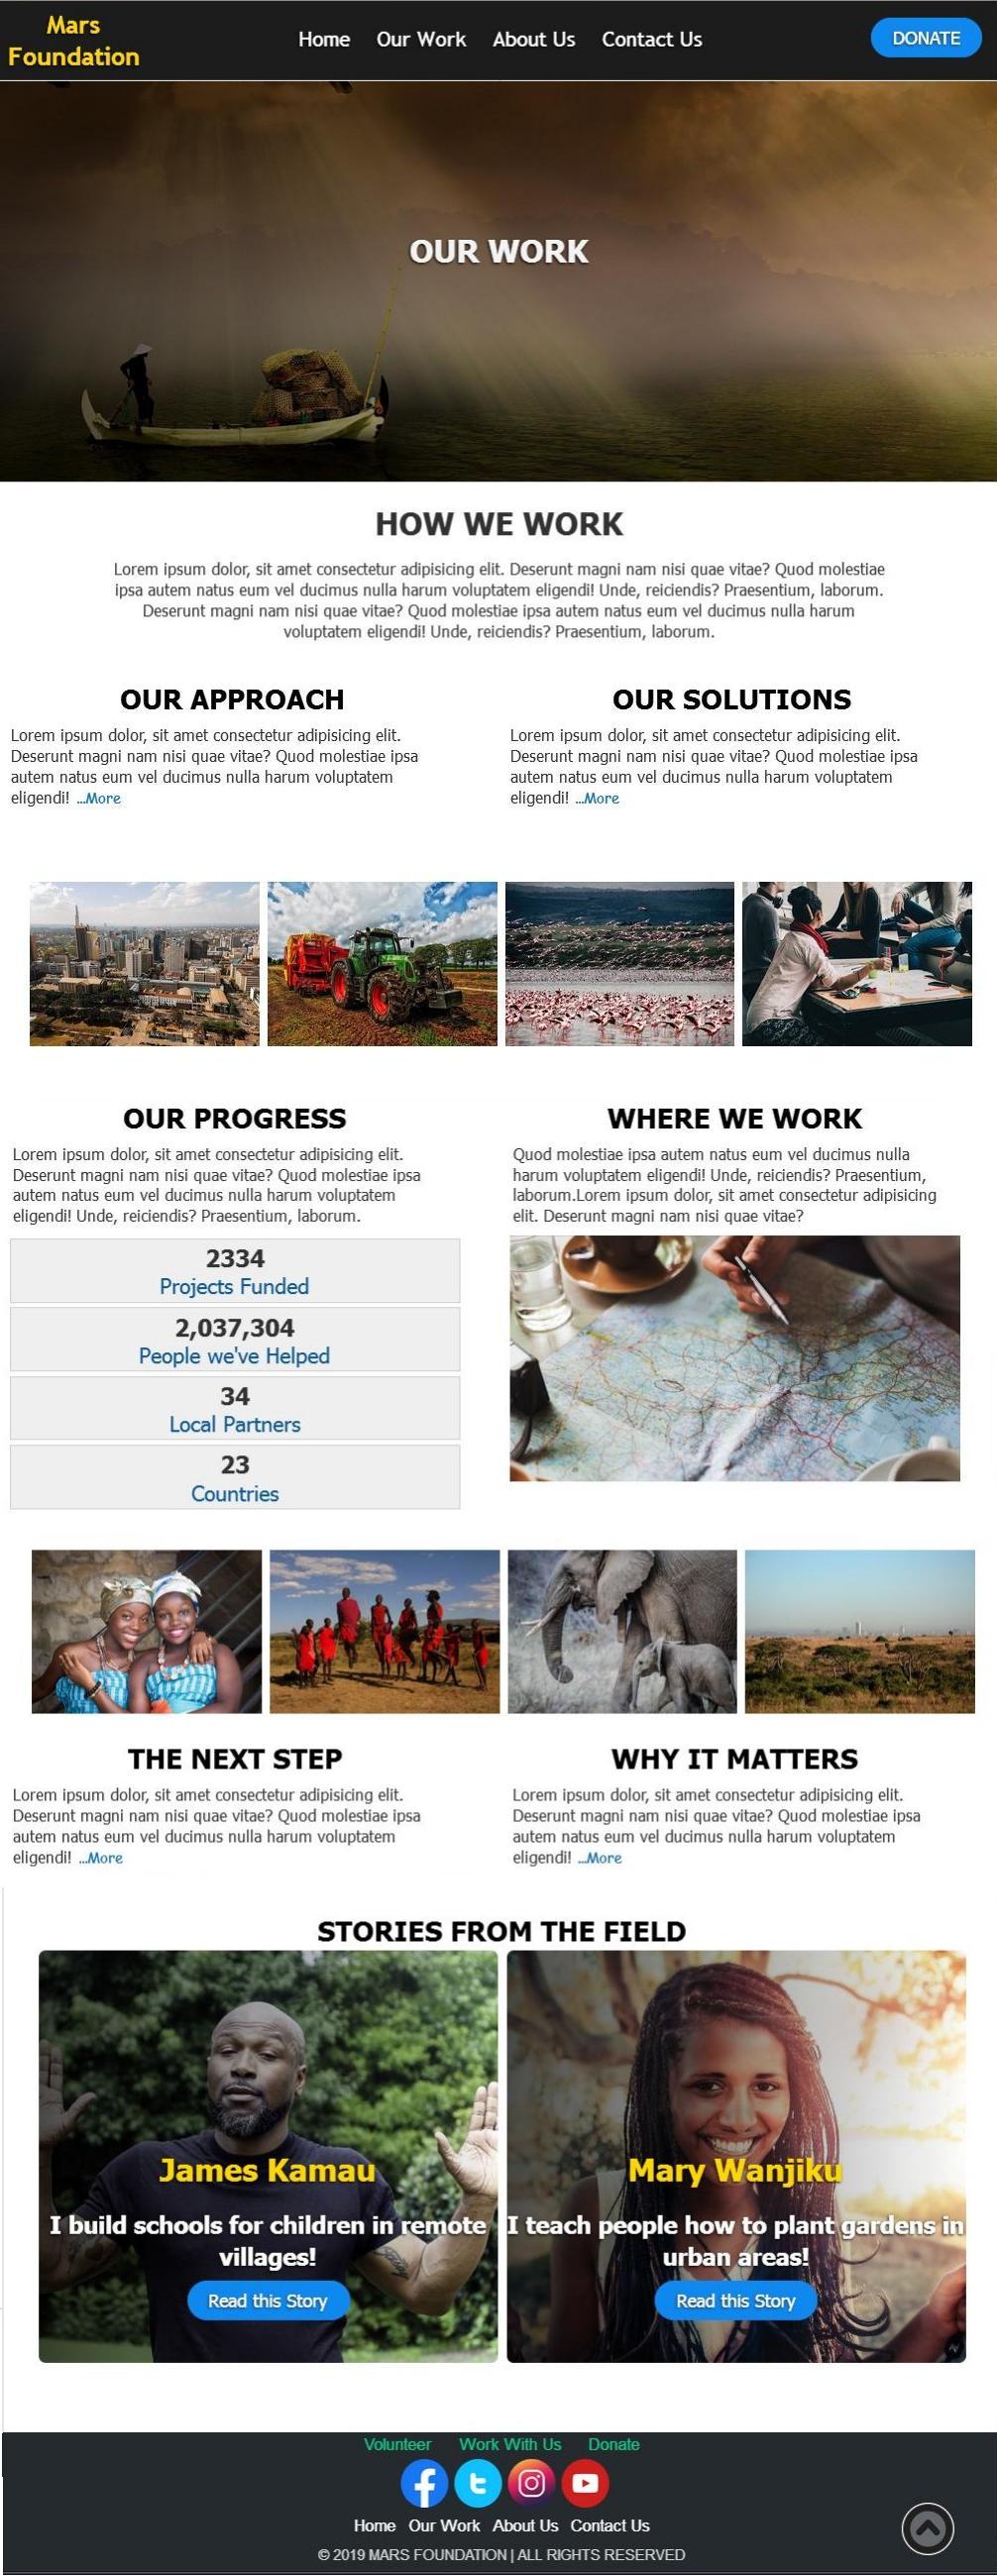 Mars
Foundation
Home Our Work About Us Contact Us
DONATE
OUR WORK
HOW WE WORK
Lorem ipsum dolor, sit amet consectetur adipisicing elit. Deserunt magni nam nisi quae vitae? Quod molestiae
ipsa autem natus eum vel ducimus nulla harum voluptatem eligendi! Unde, reiciendis? Praesentium, laborum.
Deserunt magni nam nisi quae vitae? Quod molestiae ipsa autem natus eum vel ducimus nulla harum
voluptatem eligendi! Unde, reiciendis? Praesentium, laborum.
OUR APPROACH
Lorem ipsum dolor, sit amet consectetur adipisicing elit.
Deserunt magni nam nisi quae vitae? Quod molestiae ipsa
autem natus eum vel ducimus nulla harum voluptatem
eligendi! ...More
OUR SOLUTIONS
Lorem ipsum dolor, sit amet consectetur adipisicing elit.
Deserunt magni nam nisi quae vitae? Quod molestiae ipsa
autem natus eum vel ducimus nulla harum voluptatem
eligendi! ...More
OUR PROGRESS
Lorem ipsum dolor, sit amet consectetur adipisicing elit.
Deserunt magni nam nisi quae vitae? Quod molestiae ipsa
autem natus eum vel ducimus nulla harum voluptatem
eligendi! Unde, reiciendis? Praesentium, laborum.
2334
Projects Funded
2,037,304
People we've Helped
34
Local Partners
23
Countries
WHERE WE WORK
Quod molestiae ipsa autem natus eum vel ducimus nulla
harum voluptatem eligendi! Unde, reiciendis? Praesentium,
laborum.Lorem ipsum dolor, sit amet consectetur adipisicing
elit. Deserunt magni nam nisi quae vitae?
THE NEXT STEP
Lorem ipsum dolor, sit amet consectetur adipisicing elit.
Deserunt magni nam nisi quae vitae? Quod molestiae ipsa
autem natus eum vel ducimus nulla harum voluptatem
eligendi! ...More
WHY IT MATTERS
Lorem ipsum dolor, sit amet consectetur adipisicing elit.
Deserunt magni nam nisi quae vitae? Quod molestiae ipsa
autem natus eum vel ducimus nulla harum voluptatem
eligendi! ...More
STORIES FROM THE FIELD
James Kamau
I build schools for children in remote
villages!
Read this Story
Mary Wanjiku
I teach people how to plant gardens in
urban areas!
Read this Story
Volunteer Work With Us Donate
Home Our Work About Us Contact Us
© 2019 MARS FOUNDATION | ALL RIGHTS RESERVED